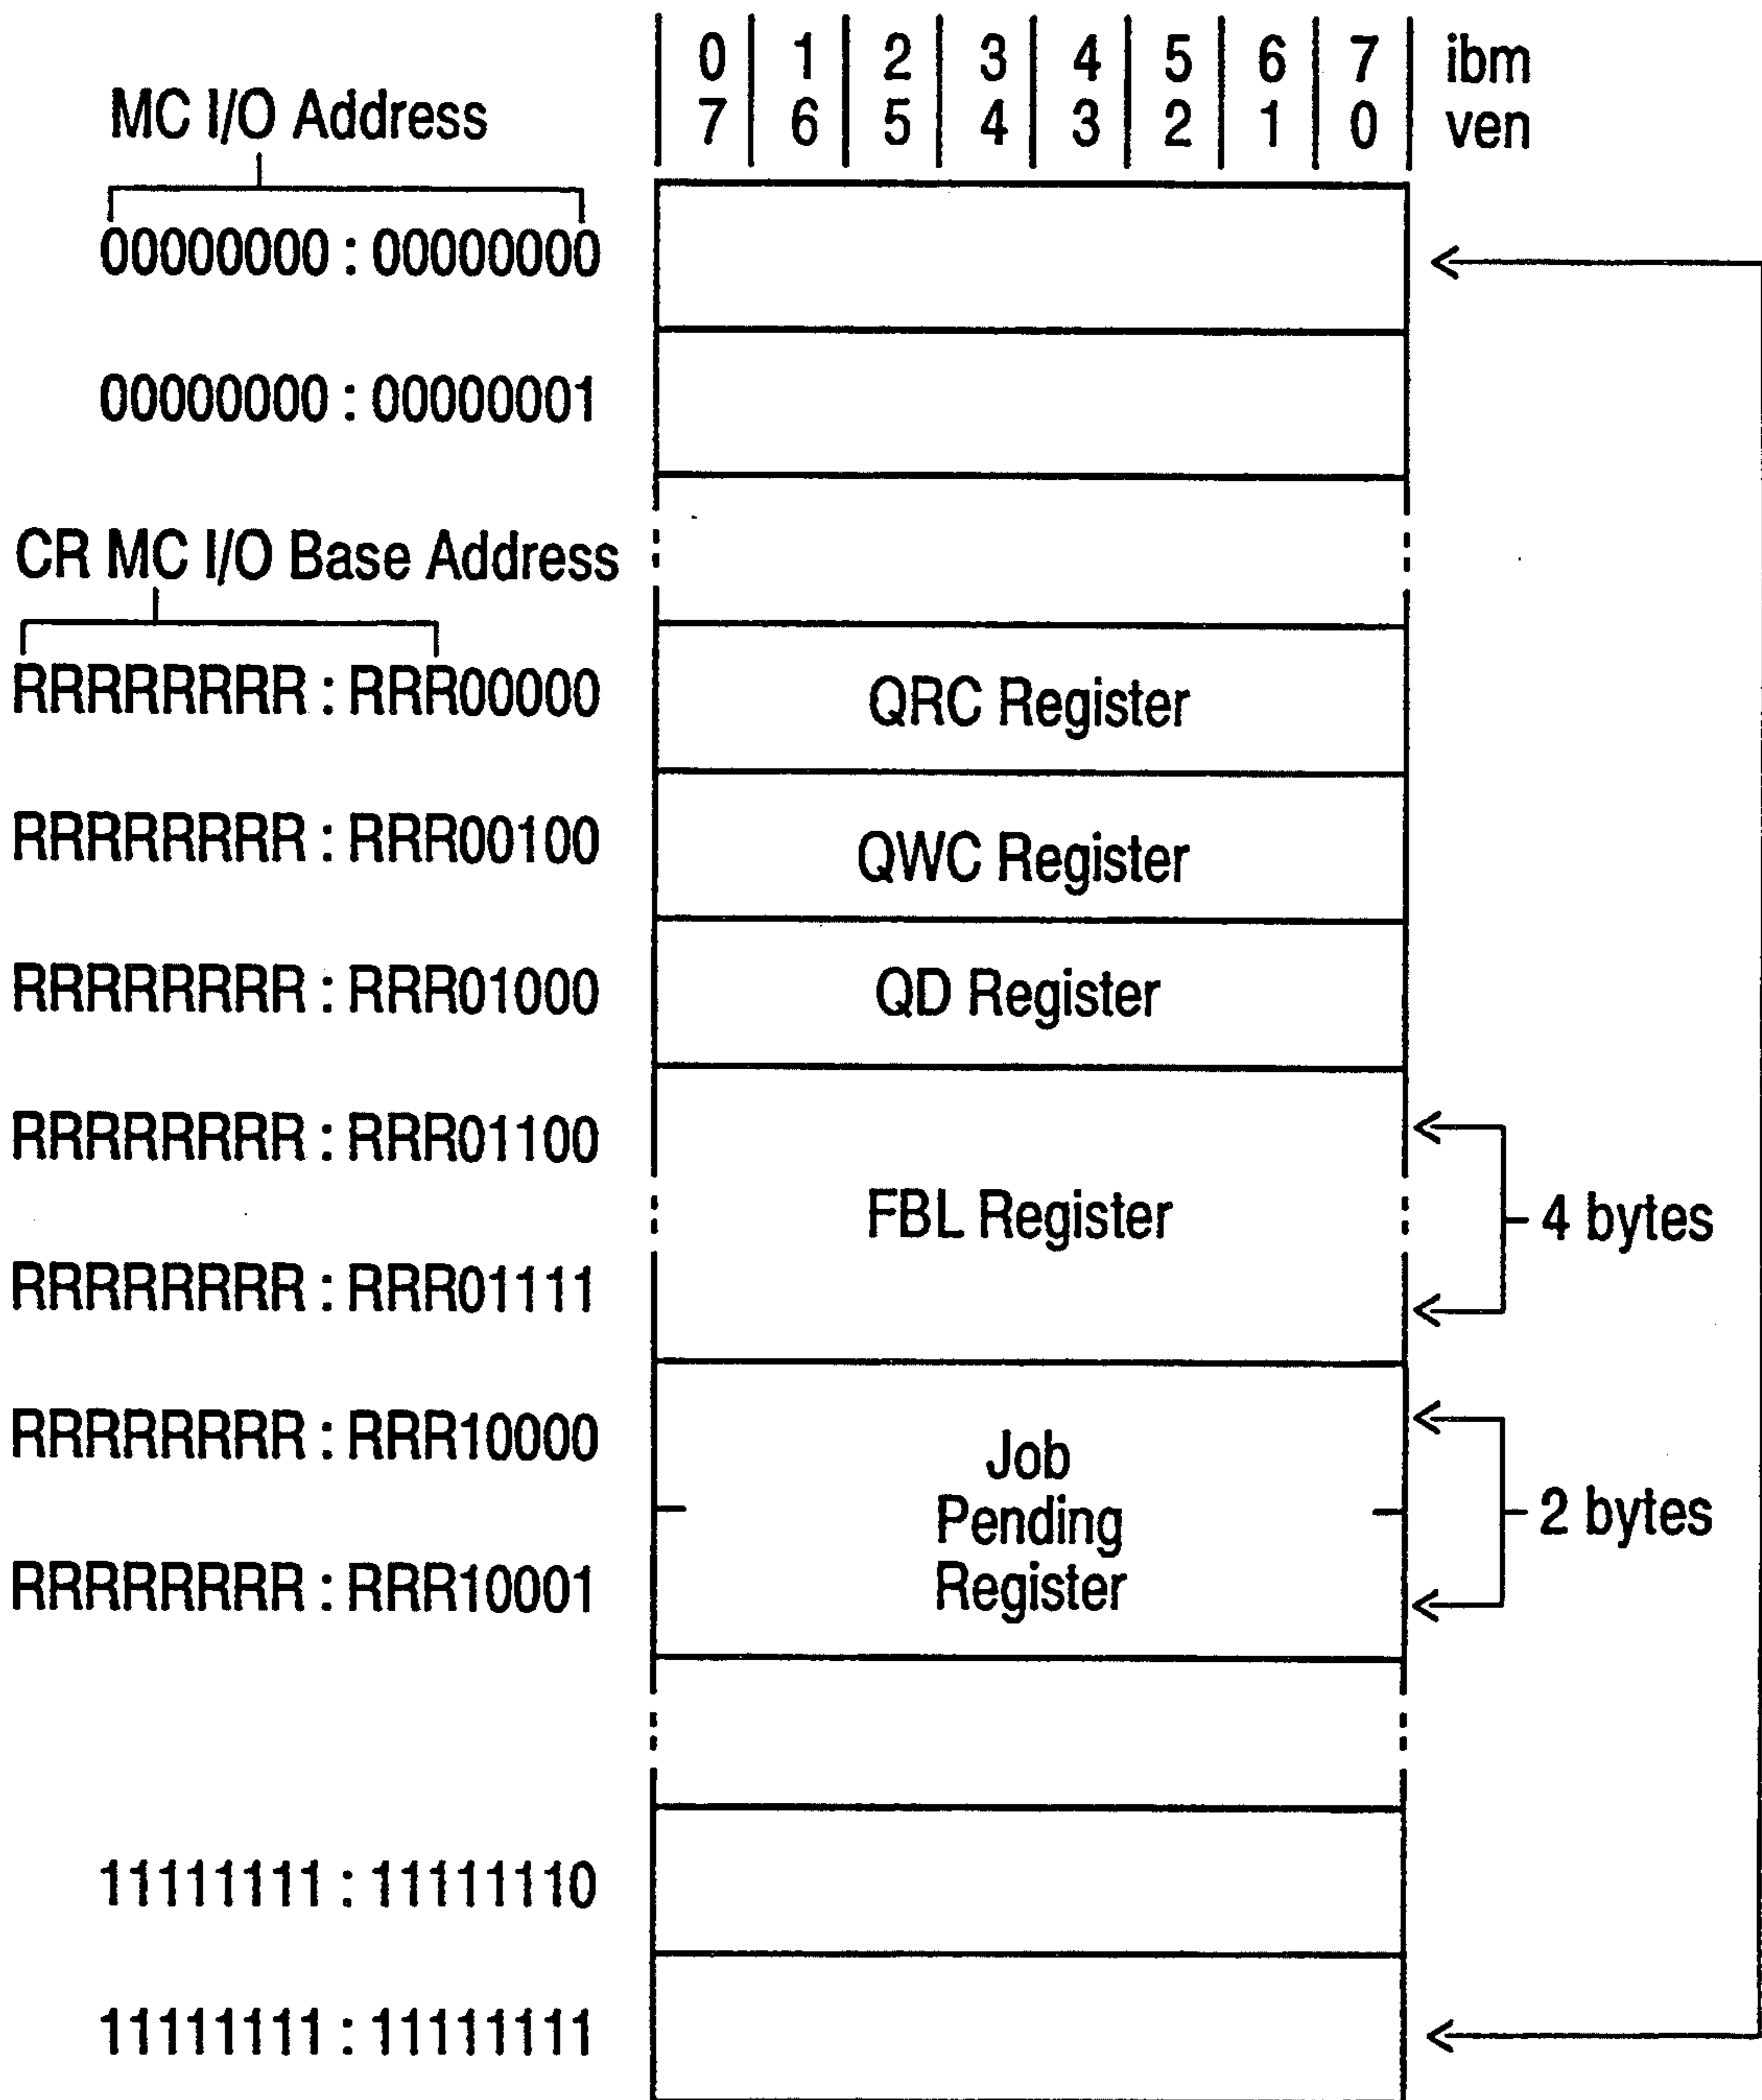 0 1 2 3 4 5 6 7 ibm
7 6 5 4 3 2 1 0 ven
MC I/O Address
00000000 : 00000000
00000000 : 00000001
CR MC I/O Base Address
RRRRRRRR : RRR00000 QRC Register
RRRRRRRR : RRR00100 QWC Register
RRRRRRRR : RRR01000 QD Register
RRRRRRRR : RRR01100
FBL Register 4 bytes
RRRRRRRR : RRR01111
RRRRRRRR : RRR10000
Job
Pending 2 bytes
Register
RRRRRRRR : RRR10001
11111111 : 11111110
11111111 : 11111111